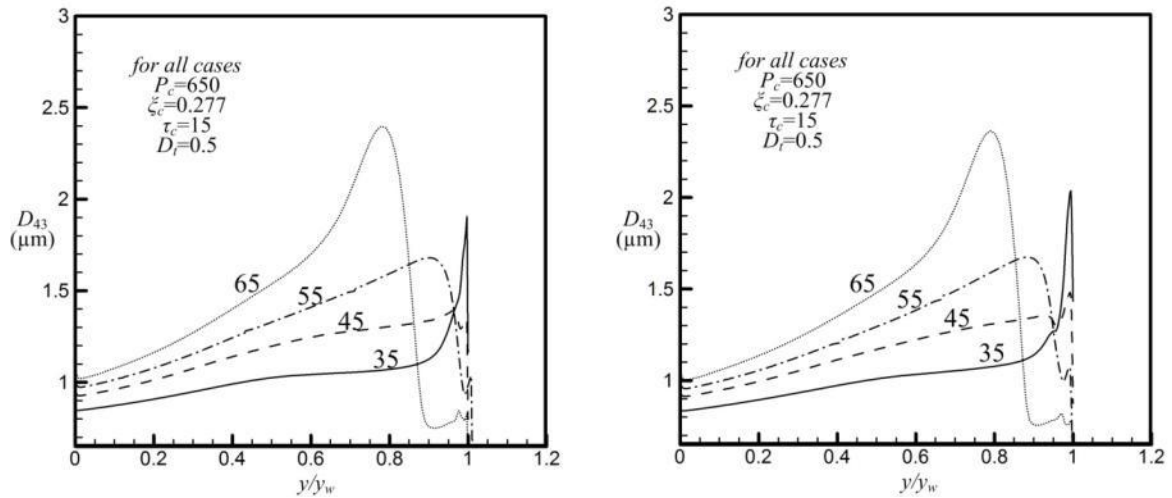 3
for all cases
P_c=650
ξ_c=0.277
τ_c=15
D_t=0.5
2.5
2
D_43
(μm)
65
1.5
55
45
35
1
0 0.2 0.4 0.6 0.8 1 1.2
y/y_w
3
for all cases
P_c=650
ξ_c=0.277
τ_c=15
D_t=0.5
2.5
2
D_43
(μm)
65
1.5
55
45
35
1
0 0.2 0.4 0.6 0.8 1 1.2
y/y_w